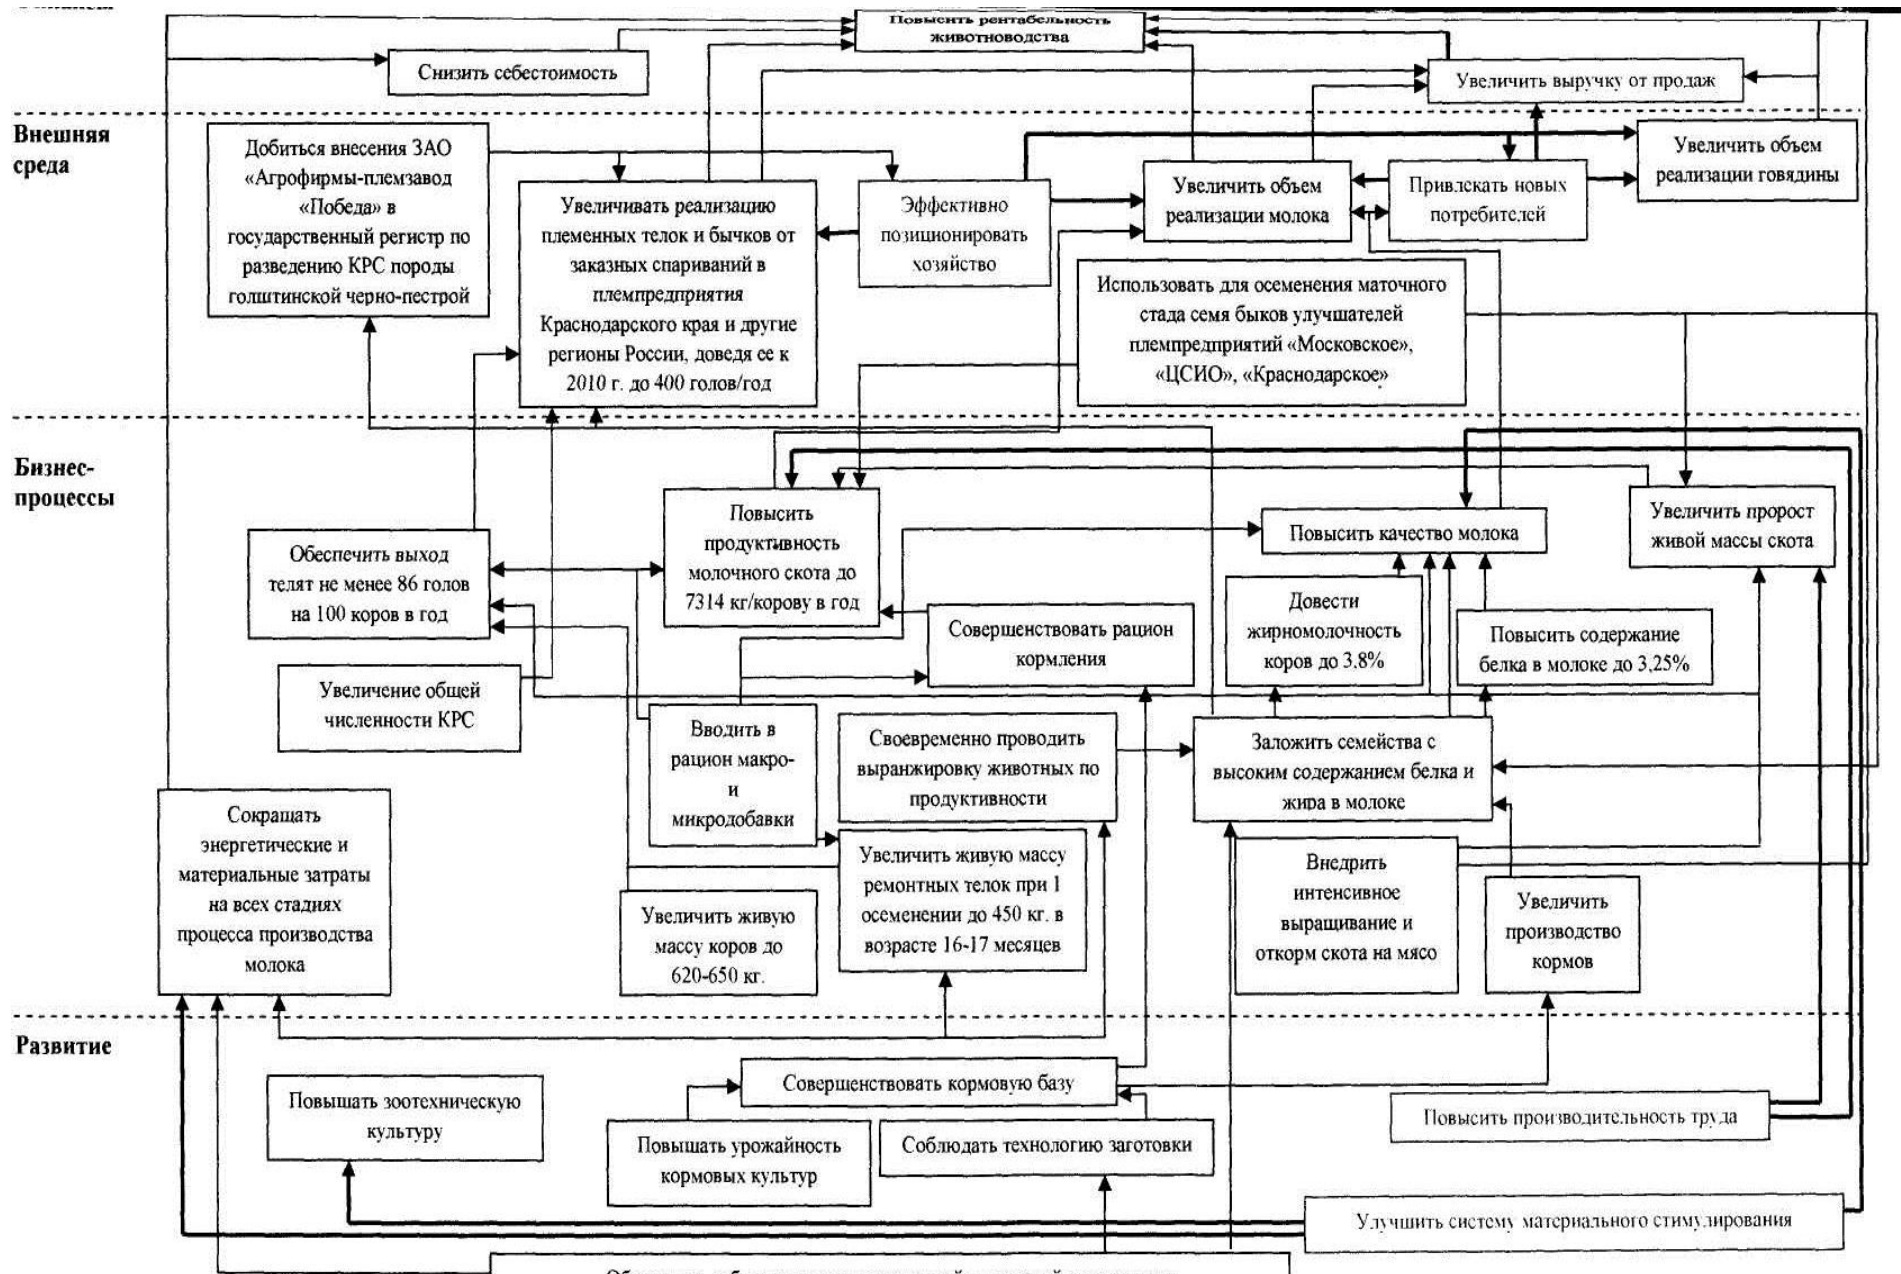 Повысить рентабельность
животноводства
Снизить себестоимость
Увеличить выручку от продаж
Внешняя
среда
Добиться внесения ЗАО
«Агрофирмы-племзавод
«Победа» в
государственный регистр по
разведению КРС породы
голштинской черно-пестрой
Увеличивать реализацию
племенных телок и бычков от
заказных спариваний в
племпредприятия
Краснодарского края и другие
регионы России, доведя ее к
2010 г. до 400 голов/год
Эффективно
позиционировать
хозяйство
Увеличить объем
реализации молока
Привлекать новых
потребителей
Увеличить объем
реализации говядины
Использовать для осеменения маточного
стада семя быков улучшателей
племпредприятий «Московское»,
«ЦСИО», «Краснодарское»
Бизнес-
процессы
Обеспечить выход
телят не менее 86 голов
на 100 коров в год
Повысить
продуктивность
молочного скота до
7314 кг/корову в год
Повысить качество молока
Увеличить пророст
живой массы скота
Совершенствовать рацион
кормления
Довести
жирномолочность
коров до 3.8%
Повысить содержание
белка в молоке до 3,25%
Увеличение общей
численности КРС
Вводить в
рацион макро-
и
микродобавки
Своевременно проводить
выранжировку животных по
продуктивности
Заложить семейства с
высоким содержанием белка и
жира в молоке
Сокращать
энергетические и
материальные затраты
на всех стадиях
процесса производства
молока
Увеличить живую
массу коров до
620-650 кг.
Увеличить живую массу
ремонтных телок при 1
осеменении до 450 кг. в
возрасте 16-17 месяцев
Внедрить
интенсивное
выращивание и
откорм скота на мясо
Увеличить
производство
кормов
Развитие
Повышать зоотехническую
культуру
Совершенствовать кормовую базу
Повышать урожайность
кормовых культур
Соблюдать технологию заготовки
Повысить производительность труда
Улучшить систему материального стимулирования